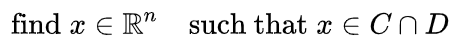 find x ∈ ℝⁿ such that x ∈ C ∩ D